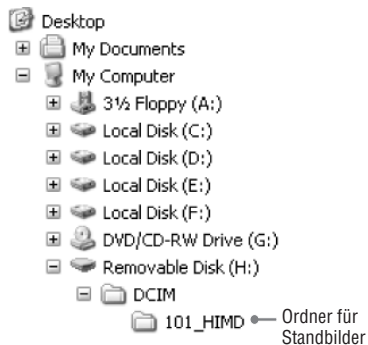 Desktop
My Documents
My Computer
3½ Floppy (A:)
Local Disk (C:)
Local Disk (D:)
Local Disk (E:)
Local Disk (F:)
DVD/CD-RW Drive (G:)
Removable Disk (H:)
DCIM
101_HIMD
Ordner für
Standbilder